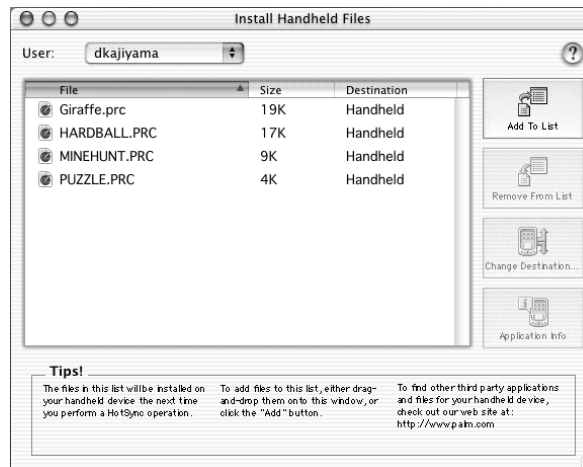 Install Handheld Files
User: dkajiyama
?
File Size Destination
Giraffe.prc 19K Handheld
HARDBALL.PRC 17K Handheld
MINEHUNT.PRC 9K Handheld
PUZZLE.PRC 4K Handheld
Add To List
Remove From List
Change Destination...
Application Info
Tips!
The files in this list will be installed on
your handheld device the next time
you perform a HotSync operation.
To add files to this list, either drag-
and-drop them onto this window, or
click the "Add" button.
To find other third party applications
and files for your handheld device,
check out our web site at:
http://www.palm.com